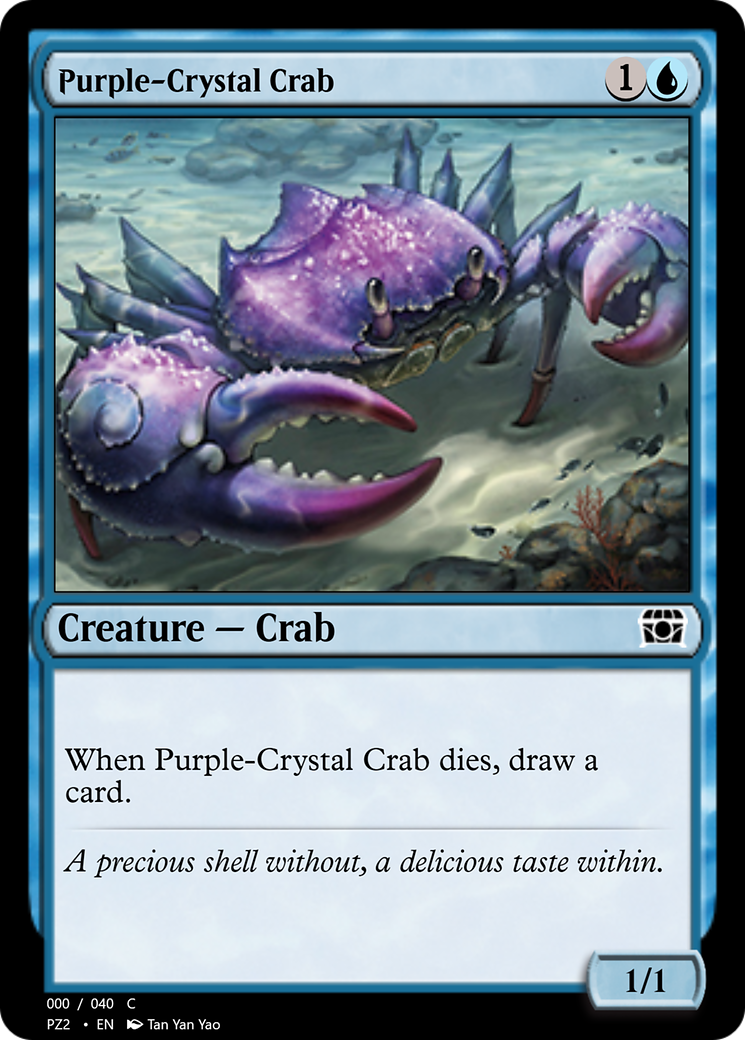 Purple-Crystal Crab 1
Creature — Crab
When Purple-Crystal Crab dies, draw a
card.
A precious shell without, a delicious taste within.
1/1
000 / 040 C
PZ2 • EN Tan Yan Yao